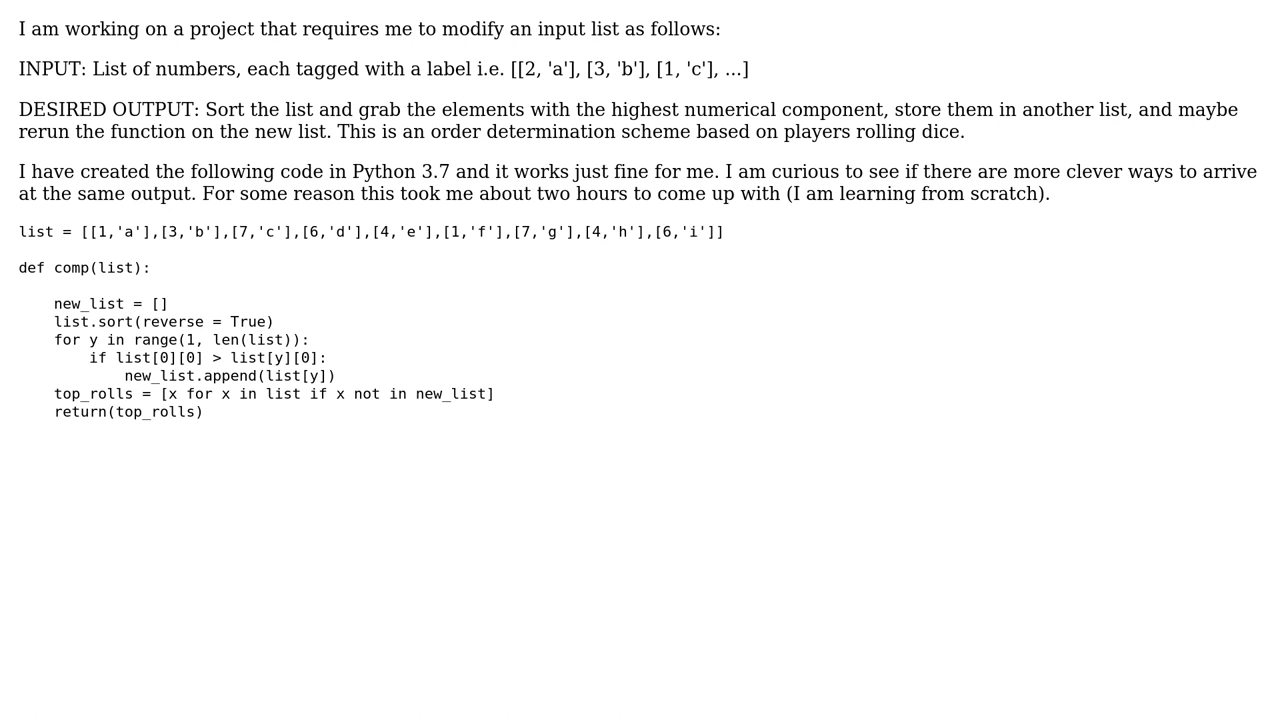 I am working on a project that requires me to modify an input list as follows:
INPUT: List of numbers, each tagged with a label i.e. [[2, 'a'], [3, 'b'], [1, 'c'], ...]
DESIRED OUTPUT: Sort the list and grab the elements with the highest numerical component, store them in another list, and maybe
rerun the function on the new list. This is an order determination scheme based on players rolling dice.
I have created the following code in Python 3.7 and it works just fine for me. I am curious to see if there are more clever ways to arrive
at the same output. For some reason this took me about two hours to come up with (I am learning from scratch).
list = [[1,'a'],[3,'b'],[7,'c'],[6,'d'],[4,'e'],[1,'f'],[7,'g'],[4,'h'],[6,'i']]
def comp(list):
    new_list = []
    list.sort(reverse = True)
    for y in range(1, len(list)):
        if list[0][0] > list[y][0]:
            new_list.append(list[y])
    top_rolls = [x for x in list if x not in new_list]
    return(top_rolls)